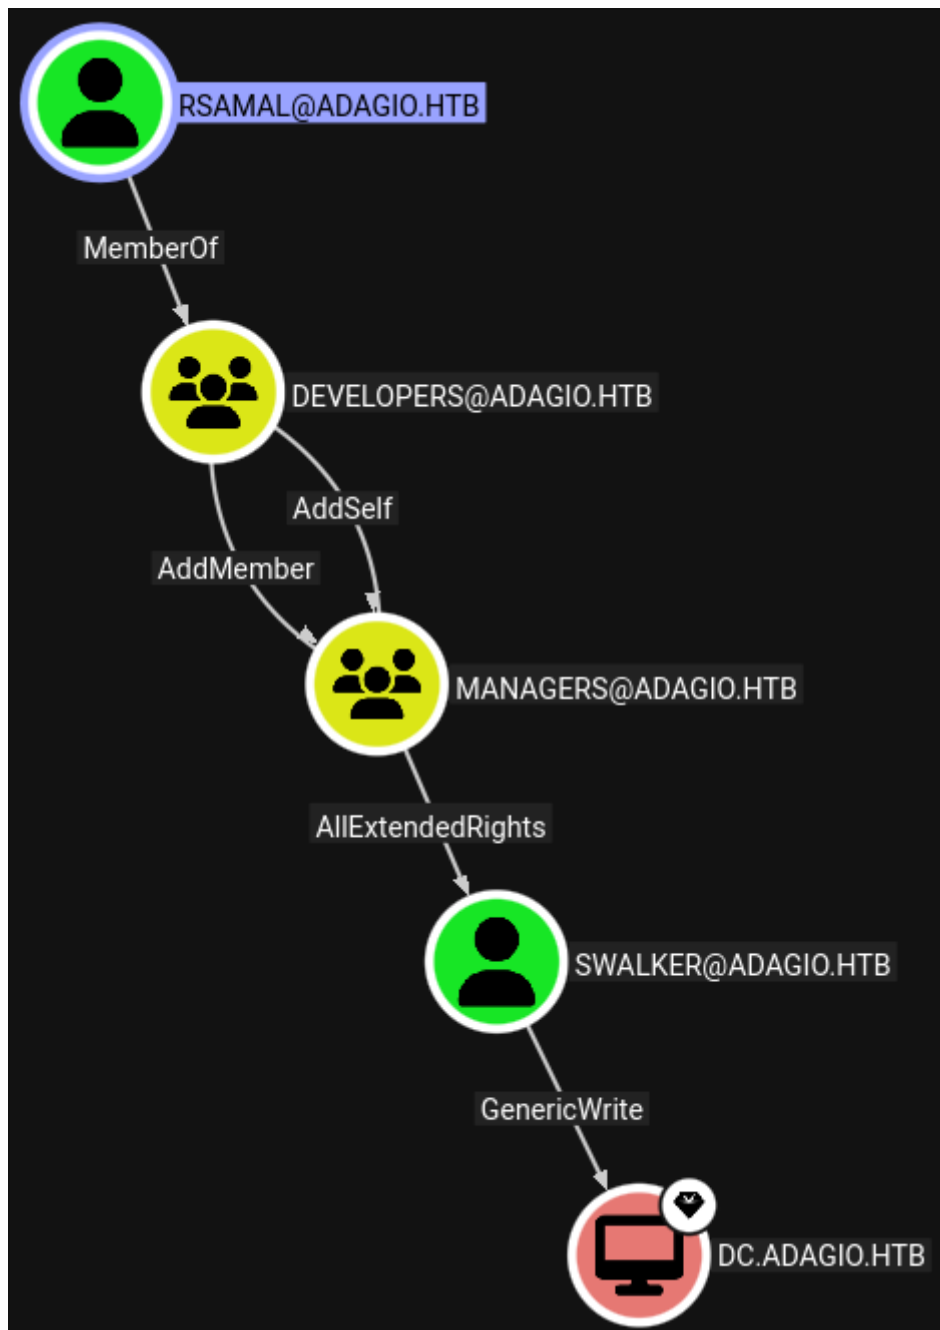 RSAMAL@ADAGIO.HTB
MemberOf
DEVELOPERS@ADAGIO.HTB
AddSelf
AddMember
MANAGERS@ADAGIO.HTB
AllExtendedRights
SWALKER@ADAGIO.HTB
GenericWrite
DC.ADAGIO.HTB